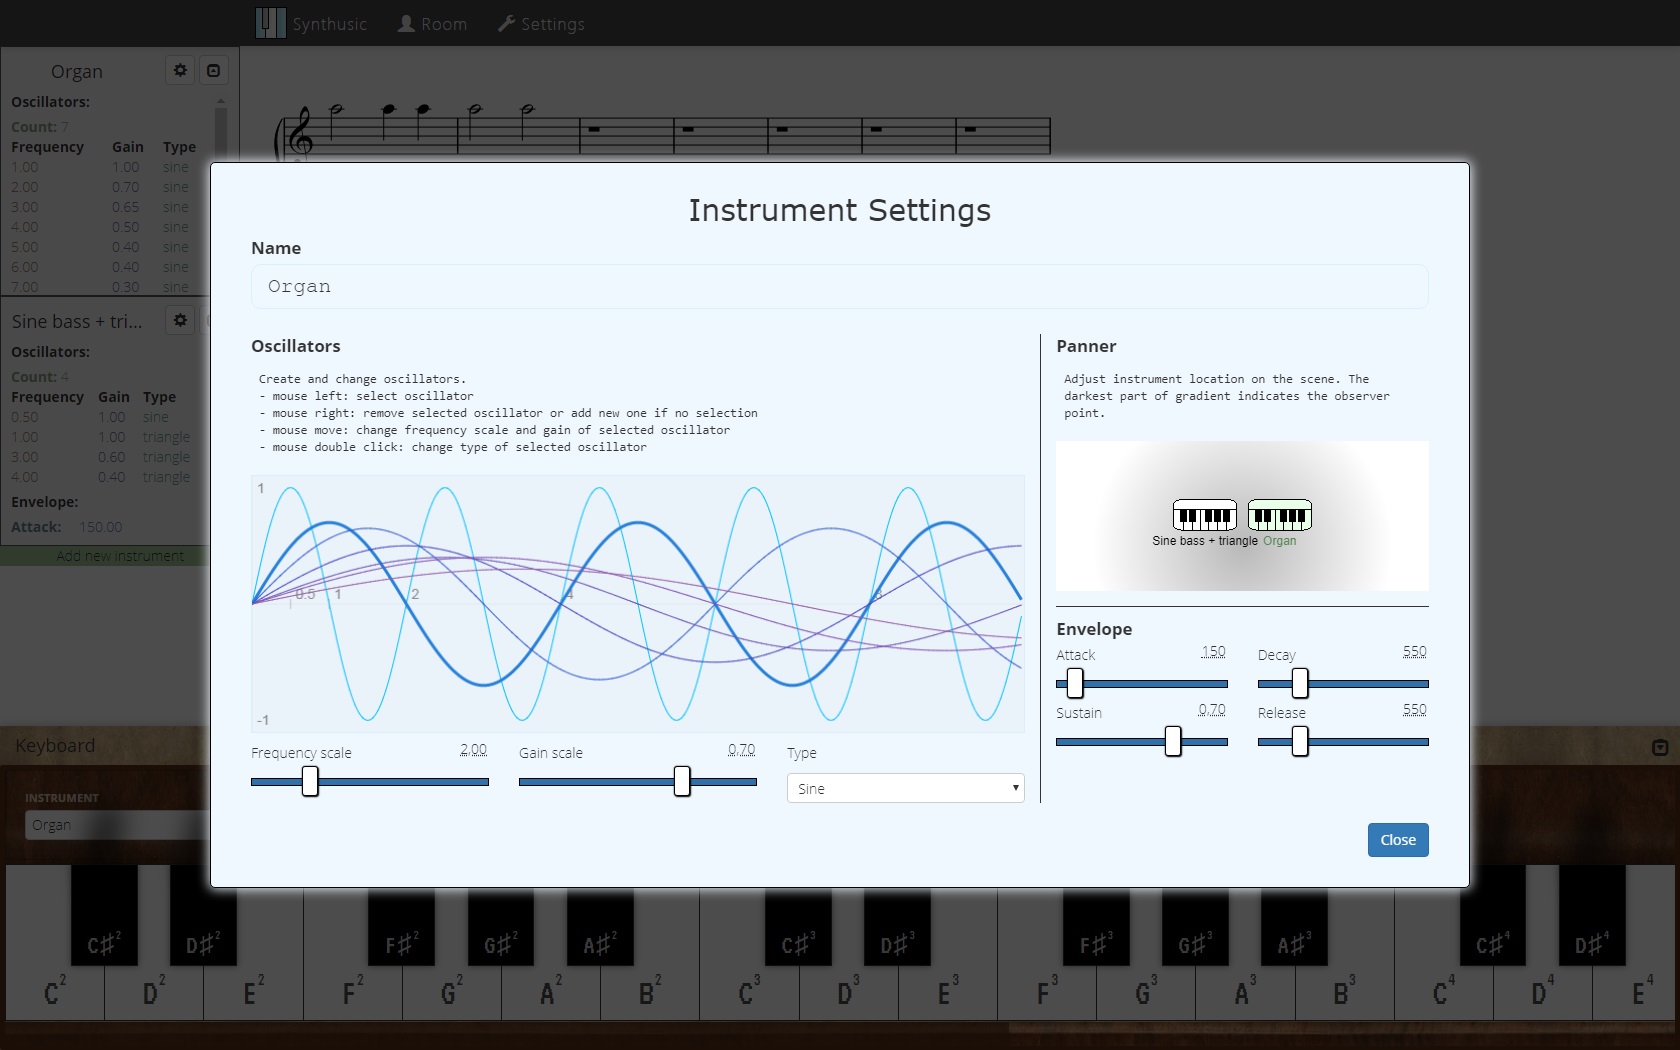 Synthusic Room Settings
Organ
Oscillators:
Count: 7
Frequency Gain Type
1.00 1.00 sine
2.00 0.70 sine
3.00 0.65 sine
4.00 0.50 sine
5.00 0.40 sine
6.00 0.40 sine
7.00 0.30 sine
Sine bass + tri...
Oscillators:
Count: 4
Frequency Gain Type
0.50 1.00 sine
1.00 1.00 triangle
3.00 0.60 triangle
4.00 0.40 triangle
Envelope:
Attack: 150.00
Add new instrument
Instrument Settings
Name
Organ
Oscillators
Create and change oscillators.
- mouse left: select oscillator
- mouse right: remove selected oscillator or add new one if no selection
- mouse move: change frequency scale and gain of selected oscillator
- mouse double click: change type of selected oscillator
1
0.5 1 2 4 8
-1
Frequency scale 2.00
Gain scale 0.70
Type
Sine
Panner
Adjust instrument location on the scene. The
darkest part of gradient indicates the observer
point.
Sine bass + triangle Organ
Envelope
Attack 150
Decay 550
Sustain 0.70
Release 550
Close
Keyboard
INSTRUMENT
Organ
C♯2 D♯2 F♯2 G♯2 A♯2 C♯3 D♯3 F♯3 G♯3 A♯3 C♯4 D♯4
C2 D2 E2 F2 G2 A2 B2 C3 D3 E3 F3 G3 A3 B3 C4 D4 E4